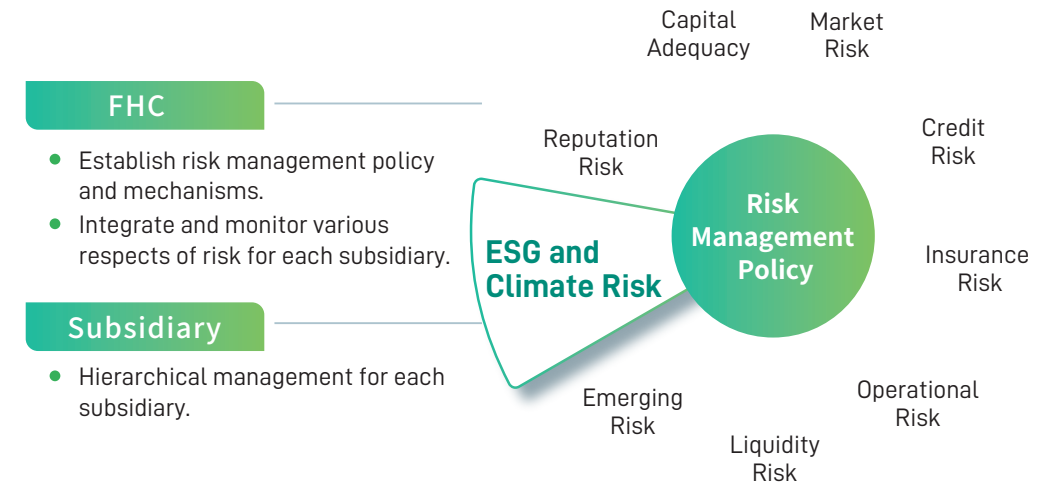 FHC
Establish risk management policy
and mechanisms.
Integrate and monitor various
respects of risk for each subsidiary.
Subsidiary
Hierarchical management for each
subsidiary.
Capital
Adequacy
Market
Risk
Reputation
Risk
Credit
Risk
ESG and
Climate Risk
Risk
Management
Policy
Insurance
Risk
Emerging
Risk
Liquidity
Risk
Operational
Risk